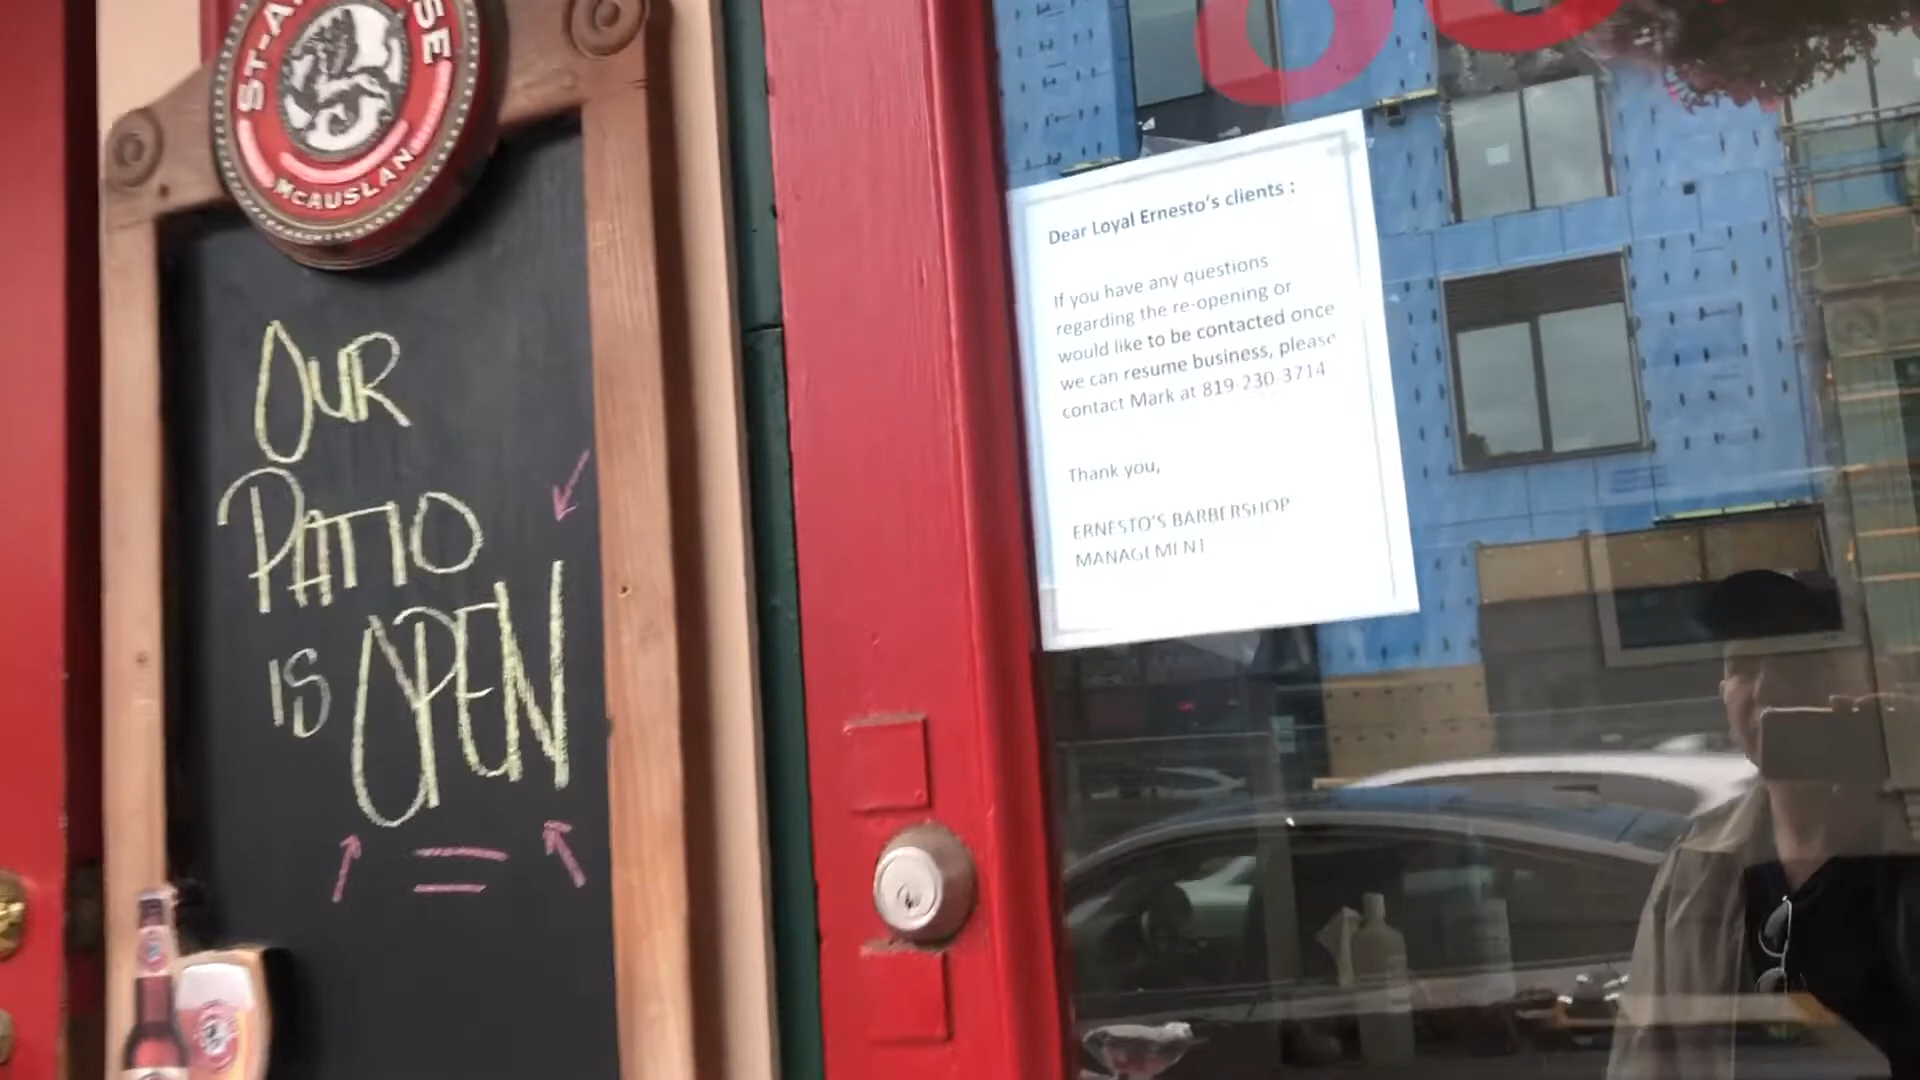 ST-A
SE
McAUSLAN
OUR
PATIO
IS OPEN
Dear Loyal Ernesto's clients :
If you have any questions
regarding the re-opening or
would like to be contacted once
we can resume business, please
contact Mark at 819-230-3714
Thank you,
ERNESTO'S BARBERSHOP
MANAGEMENT